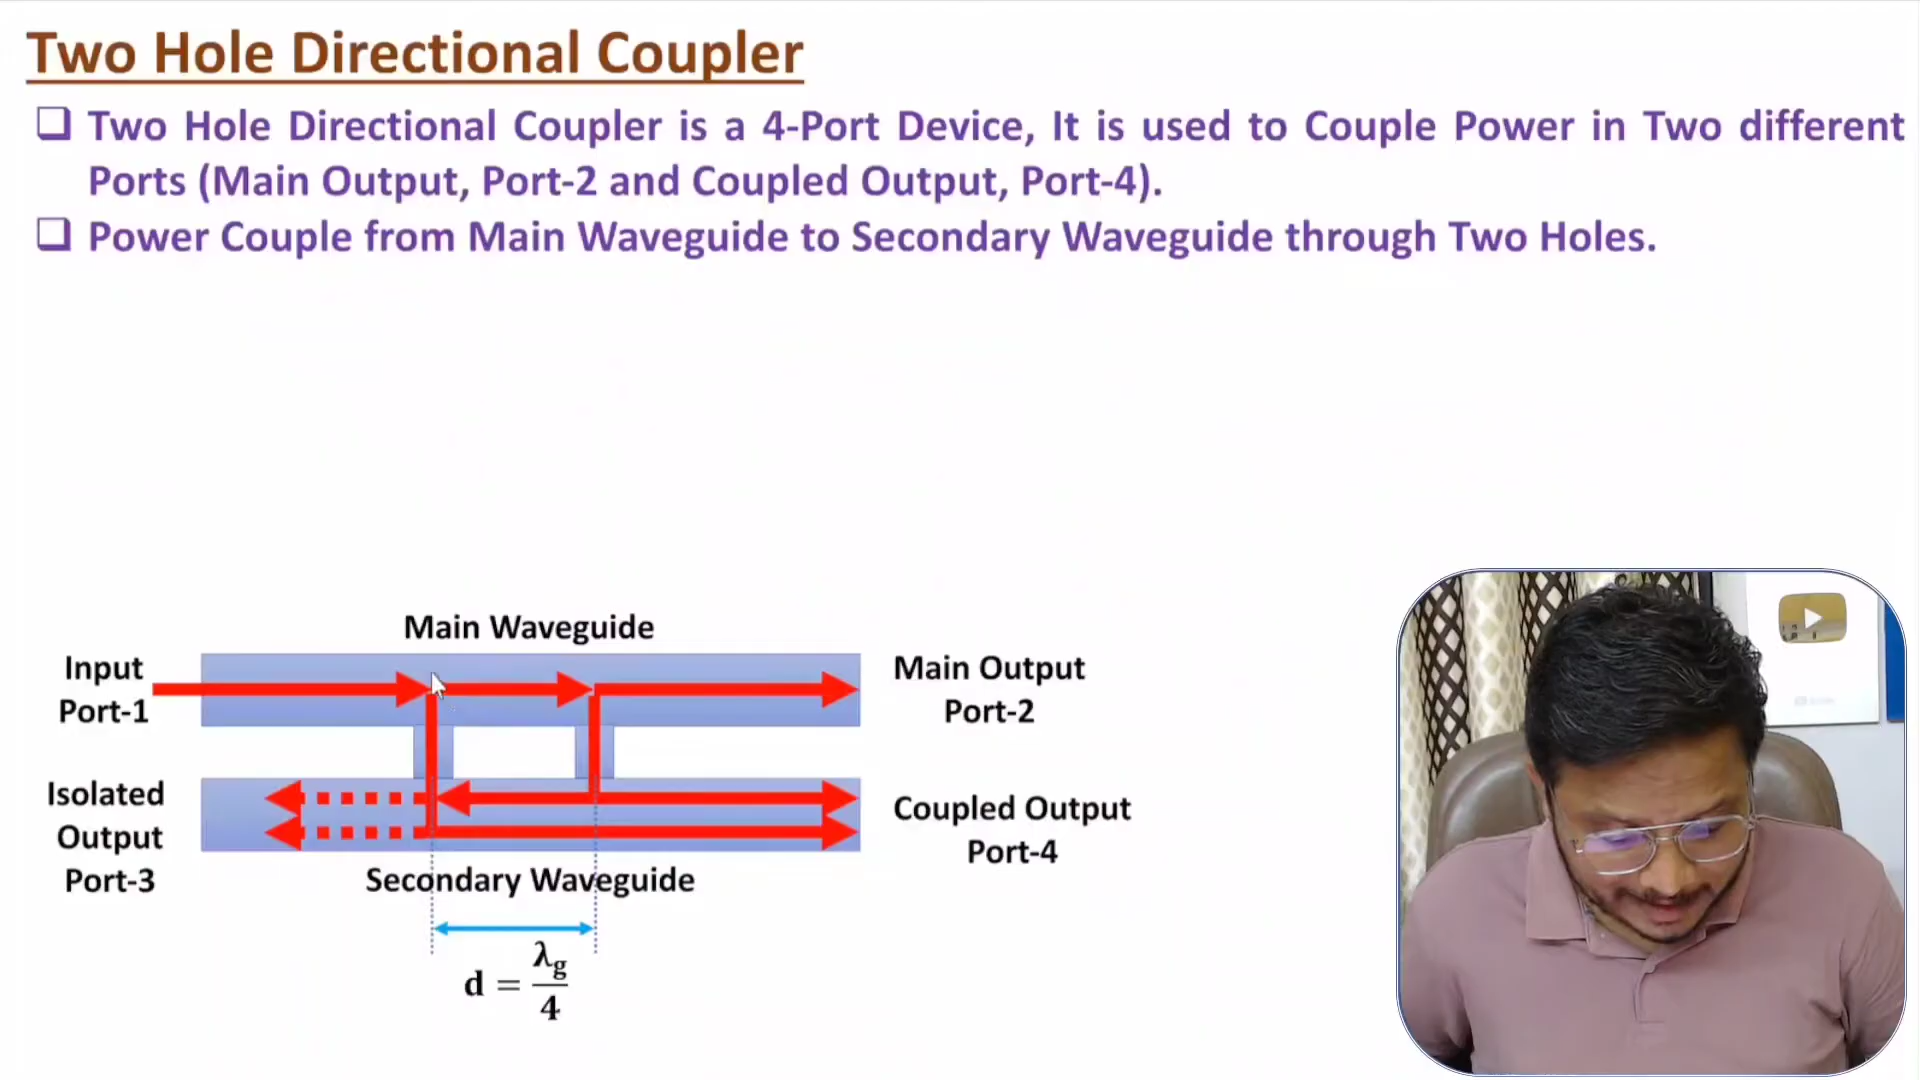 Two Hole Directional Coupler
❑ Two Hole Directional Coupler is a 4-Port Device, It is used to Couple Power in Two different
Ports (Main Output, Port-2 and Coupled Output, Port-4).
❑ Power Couple from Main Waveguide to Secondary Waveguide through Two Holes.
Main Waveguide
Input
Port-1
Main Output
Port-2
Isolated
Output
Port-3
Coupled Output
Port-4
Secondary Waveguide
d = λg/4